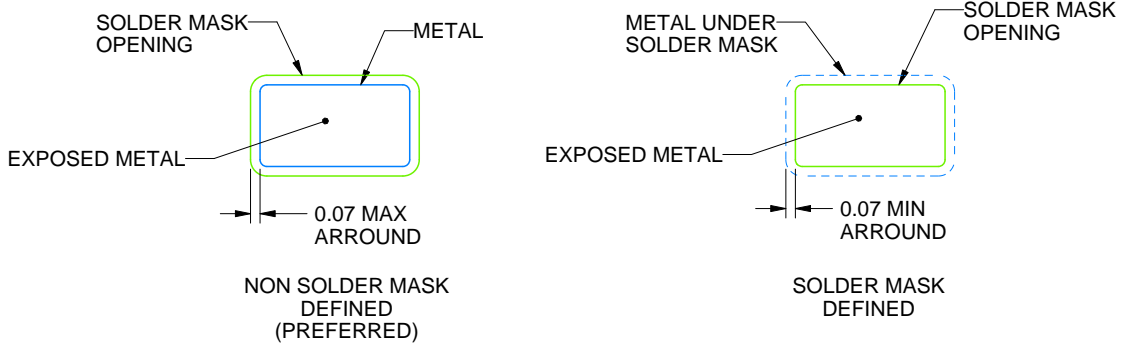 SOLDER MASK
OPENING
METAL
EXPOSED METAL
0.07 MAX
ARROUND
NON SOLDER MASK
DEFINED
(PREFERRED)
METAL UNDER
SOLDER MASK
SOLDER MASK
OPENING
EXPOSED METAL
0.07 MIN
ARROUND
SOLDER MASK
DEFINED